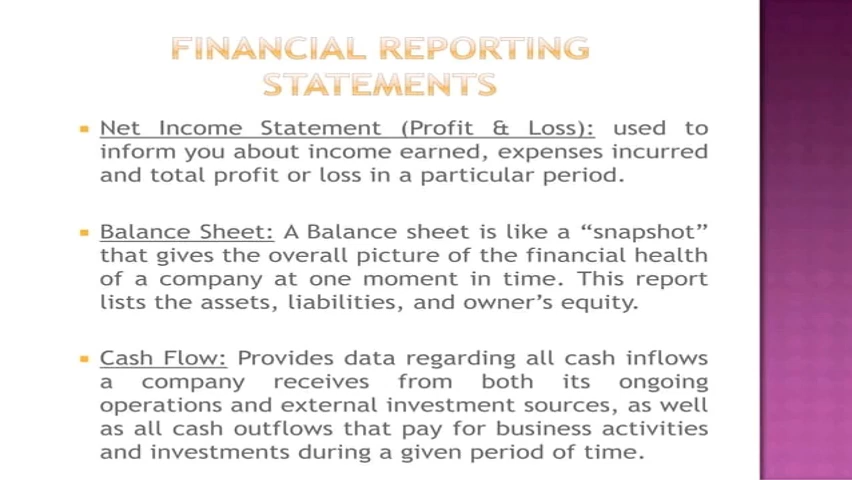 FINANCIAL REPORTING
STATEMENTS
▪ Net Income Statement (Profit & Loss): used to
inform you about income earned, expenses incurred
and total profit or loss in a particular period.
▪ Balance Sheet: A Balance sheet is like a “snapshot”
that gives the overall picture of the financial health
of a company at one moment in time. This report
lists the assets, liabilities, and owner’s equity.
▪ Cash Flow: Provides data regarding all cash inflows
a company receives from both its ongoing
operations and external investment sources, as well
as all cash outflows that pay for business activities
and investments during a given period of time.